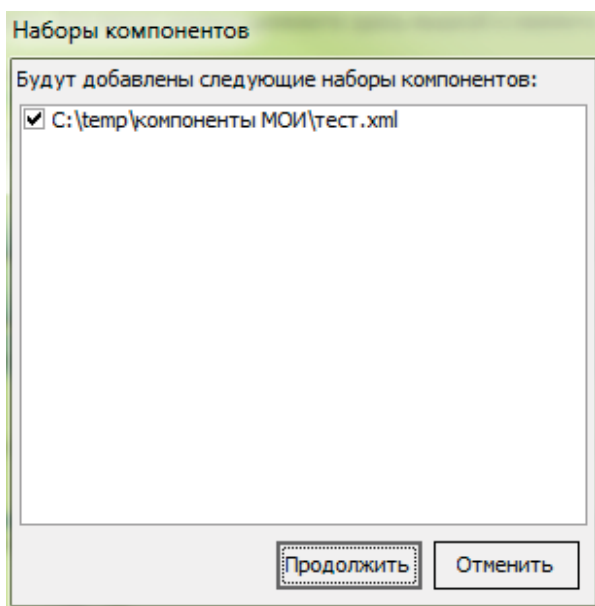 Наборы компонентов
Будут добавлены следующие наборы компонентов:
C:\temp\компоненты МОИ\тест.xml
Продолжить
Отменить